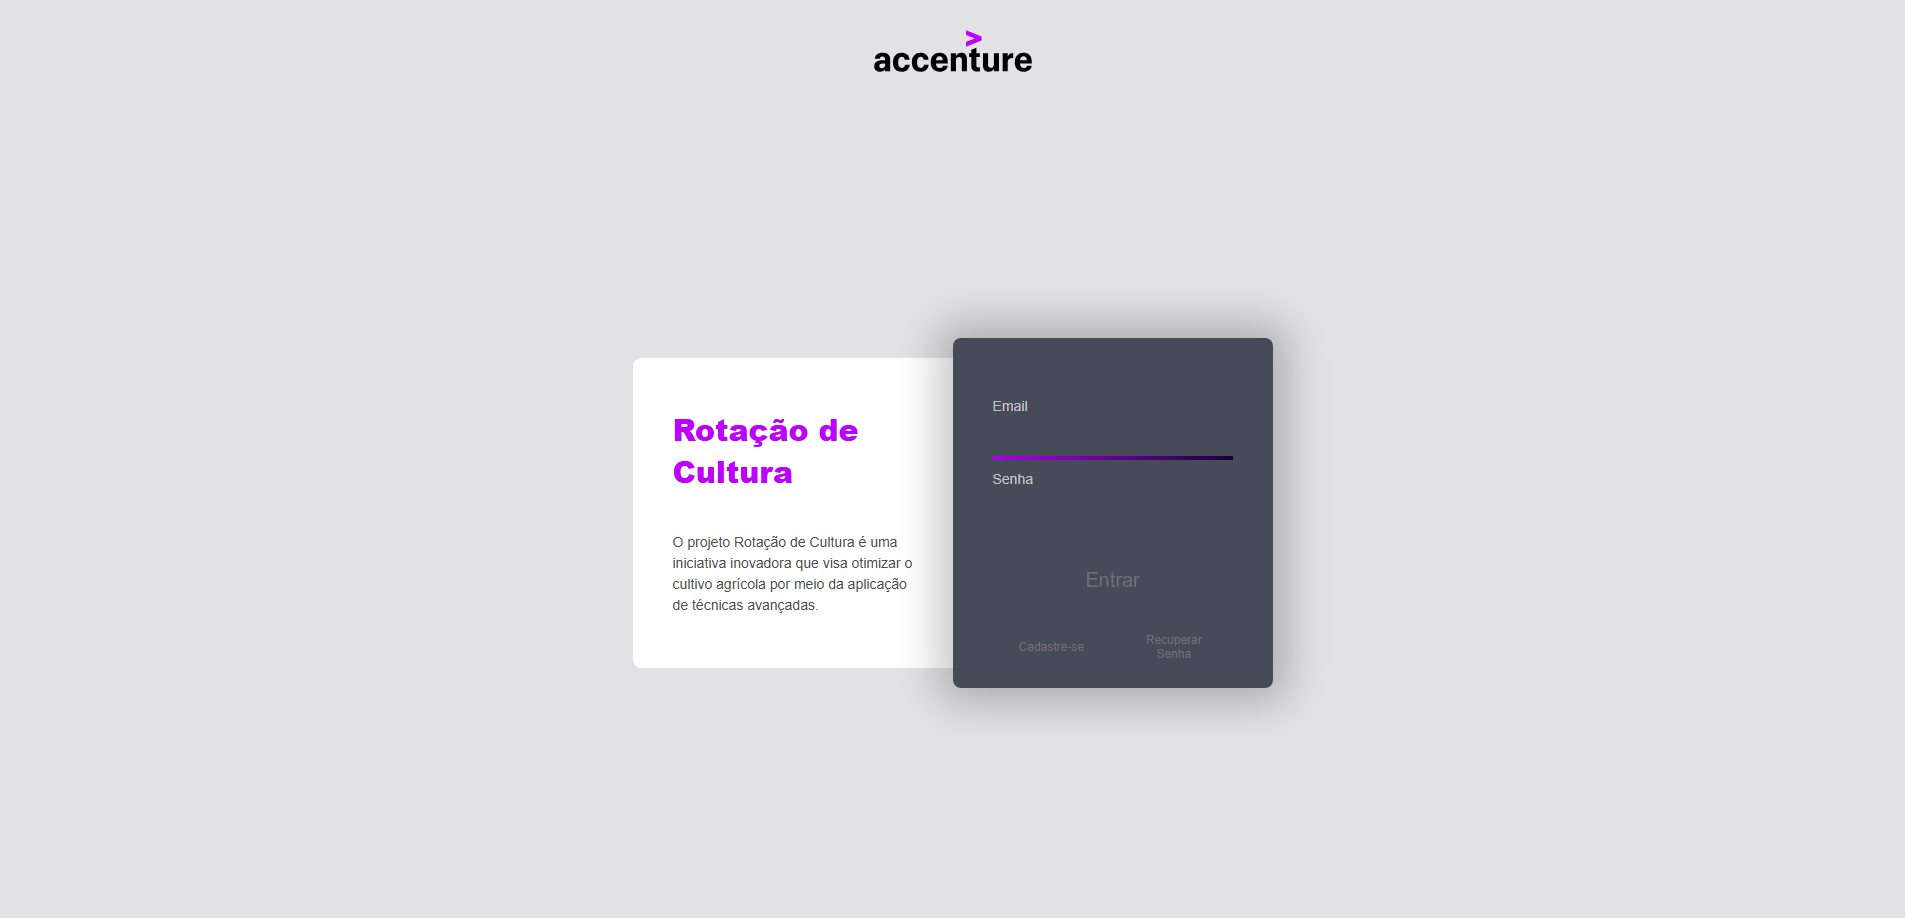 >
accenture
Rotação de
Cultura
O projeto Rotação de Cultura é uma
iniciativa inovadora que visa otimizar o
cultivo agrícola por meio da aplicação
de técnicas avançadas.
Email
Senha
Entrar
Cadastre-se
Recuperar
Senha